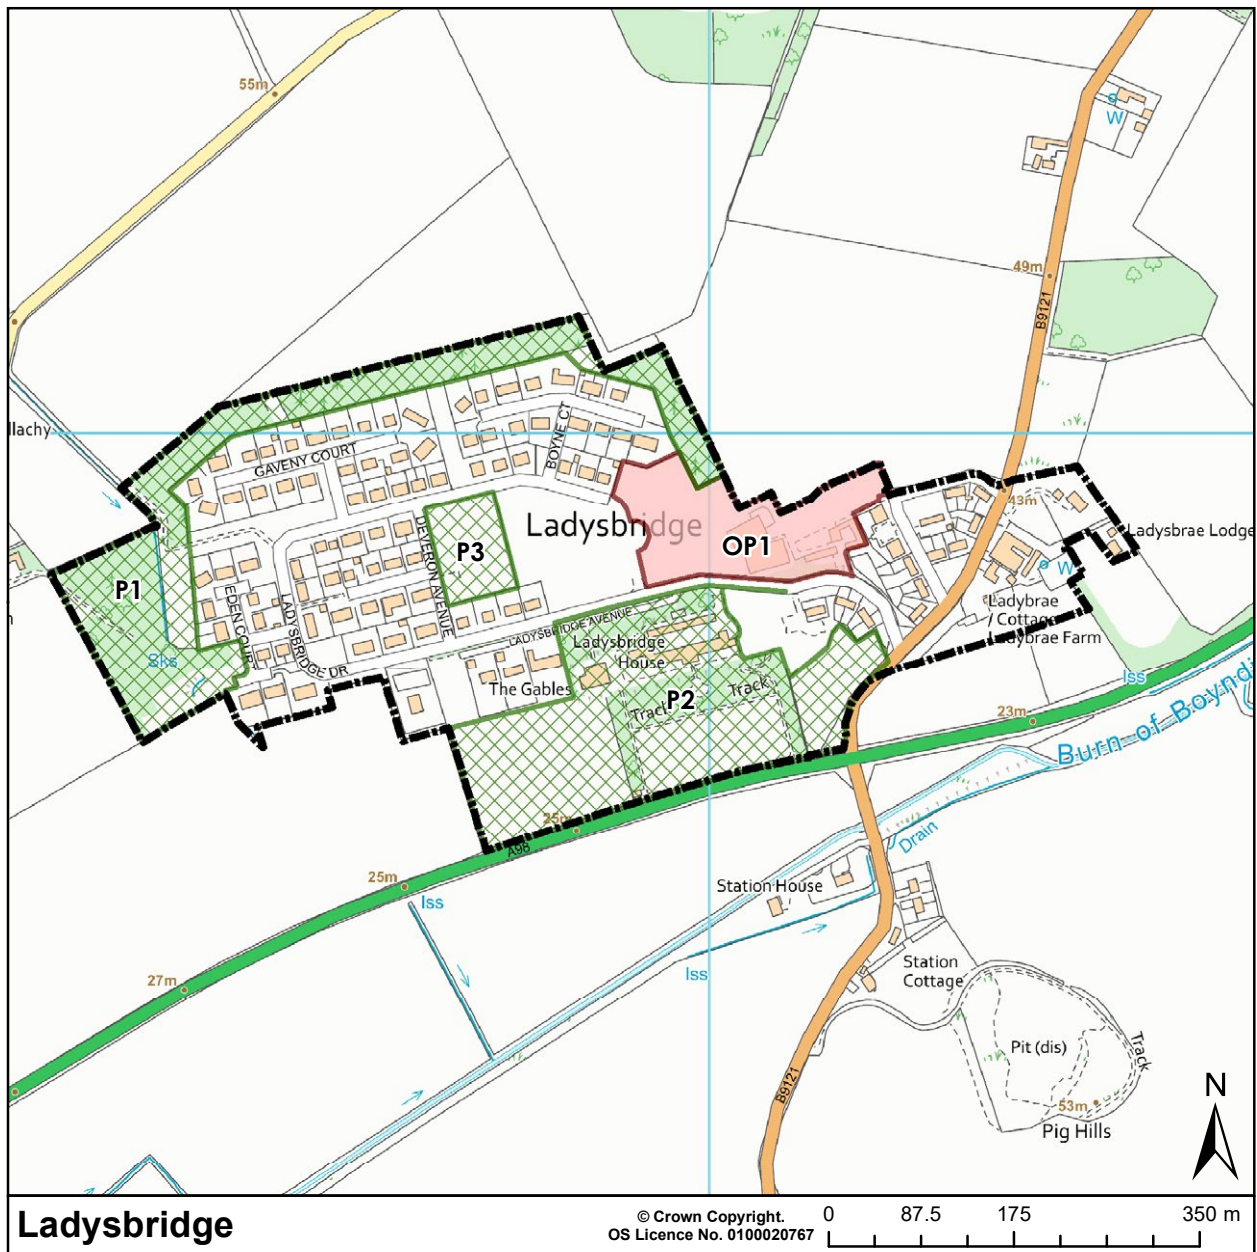 55m
W
49m
B9121
llachy
BOYNE CT
GAVENY COURT
43m
Ladysbridge
Ladysbrae Lodge
OP1
P3
DEVERON AVENUE
P1
W
EDEN COURT
LADYSBRIDGE DR
LADYSBRIDGE AVENUE
Ladybrae
/ Cottage
Ladybrae Farm
Ladysbridge
House
Sks
The Gables
Track
P2
Track
Iss
23m
Burn of Boyndi
25m
A98
25m
Iss
Drain
Station House
27m
Iss
Station
Cottage
Pit (dis)
Track
B9121
53m
Pig Hills
N
Ladysbridge
© Crown Copyright.
OS Licence No. 0100020767
0 87.5 175 350 m